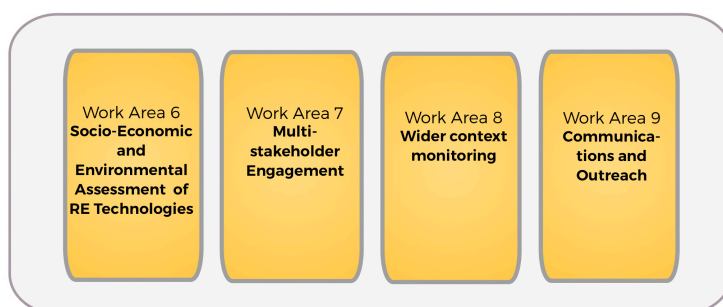 Work Area 6
Socio-Economic
and
Environmental
Assessment of
RE Technologies
Work Area 7
Multi-
stakeholder
Engagement
Work Area 8
Wider context
monitoring
Work Area 9
Communica-
tions and
Outreach